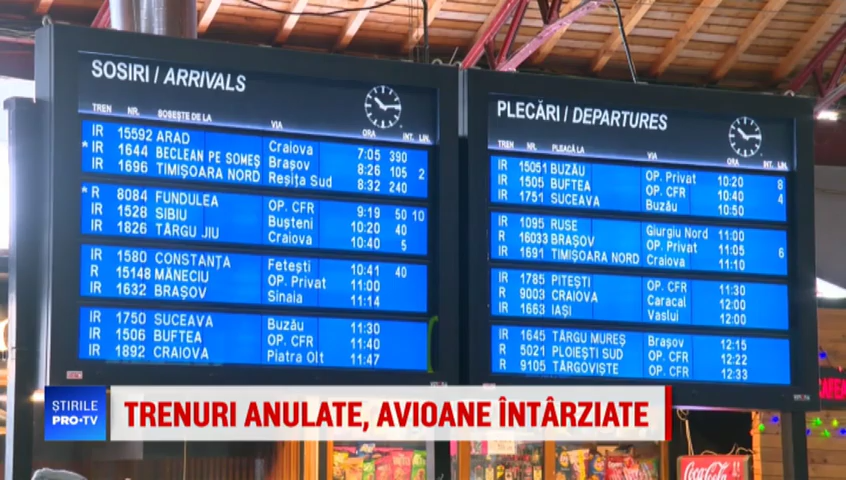 SOSIRI / ARRIVALS
TREN NR. SOSEȘTE DE LA VIA ORA INT. LIN.
IR 15592 ARAD Craiova 7:05 390
* IR 1644 BECLEAN PE SOMEȘ Brașov 8:26 105 2
IR 1696 TIMIȘOARA NORD Reșița Sud 8:32 240
* R 8084 FUNDULEA OP. CFR 9:19 50 10
IR 1528 SIBIU Bușteni 10:20 40
IR 1826 TÂRGU JIU Craiova 10:40 5
IR 1580 CONSTANȚA Fetești 10:41 40
R 15148 MÂNECIU OP. Privat 11:00
IR 1632 BRAȘOV Sinaia 11:14
IR 1750 SUCEAVA Buzău 11:30
IR 1506 BUFTEA OP. CFR 11:40
IR 1892 CRAIOVA Piatra Olt 11:47
PLECĂRI / DEPARTURES
TREN NR. PLEACĂ LA VIA ORA INT. LIN.
IR 15051 BUZĂU OP. Privat 10:20 8
IR 1505 BUFTEA OP. CFR 10:40 4
IR 1751 SUCEAVA Buzău 10:50
IR 1095 RUSE Giurgiu Nord 11:00
R 16033 BRAȘOV OP. Privat 11:05 6
IR 1691 TIMIȘOARA NORD Craiova 11:10
IR 1785 PITEȘTI OP. CFR 11:30
R 9003 CRAIOVA Caracal 12:00
IR 1663 IAȘI Vaslui 12:00
IR 1645 TÂRGU MUREȘ Brașov 12:15
R 5021 PLOIEȘTI SUD OP. CFR 12:22
R 9105 TÂRGOVIȘTE OP. CFR 12:33
ȘTIRILE
PRO•TV
TRENURI ANULATE, AVIOANE ÎNTÂRZIATE
Coca-Cola